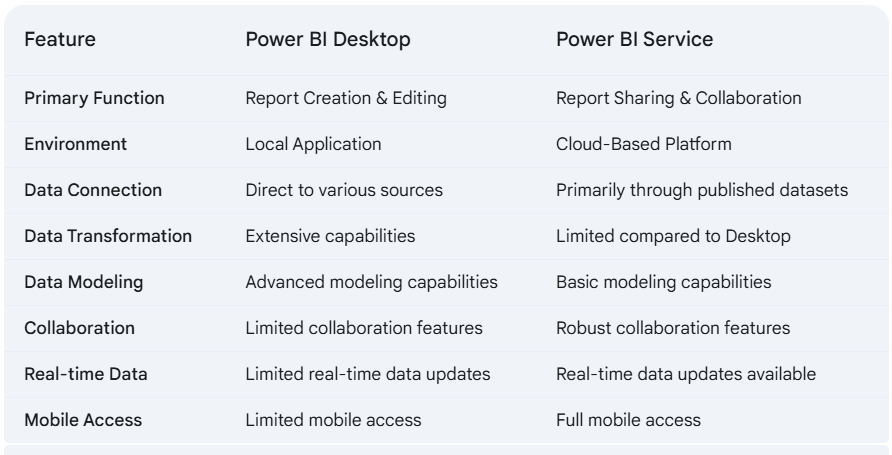 Feature Power BI Desktop Power BI Service
Primary Function Report Creation & Editing Report Sharing & Collaboration
Environment Local Application Cloud-Based Platform
Data Connection Direct to various sources Primarily through published datasets
Data Transformation Extensive capabilities Limited compared to Desktop
Data Modeling Advanced modeling capabilities Basic modeling capabilities
Collaboration Limited collaboration features Robust collaboration features
Real-time Data Limited real-time data updates Real-time data updates available
Mobile Access Limited mobile access Full mobile access